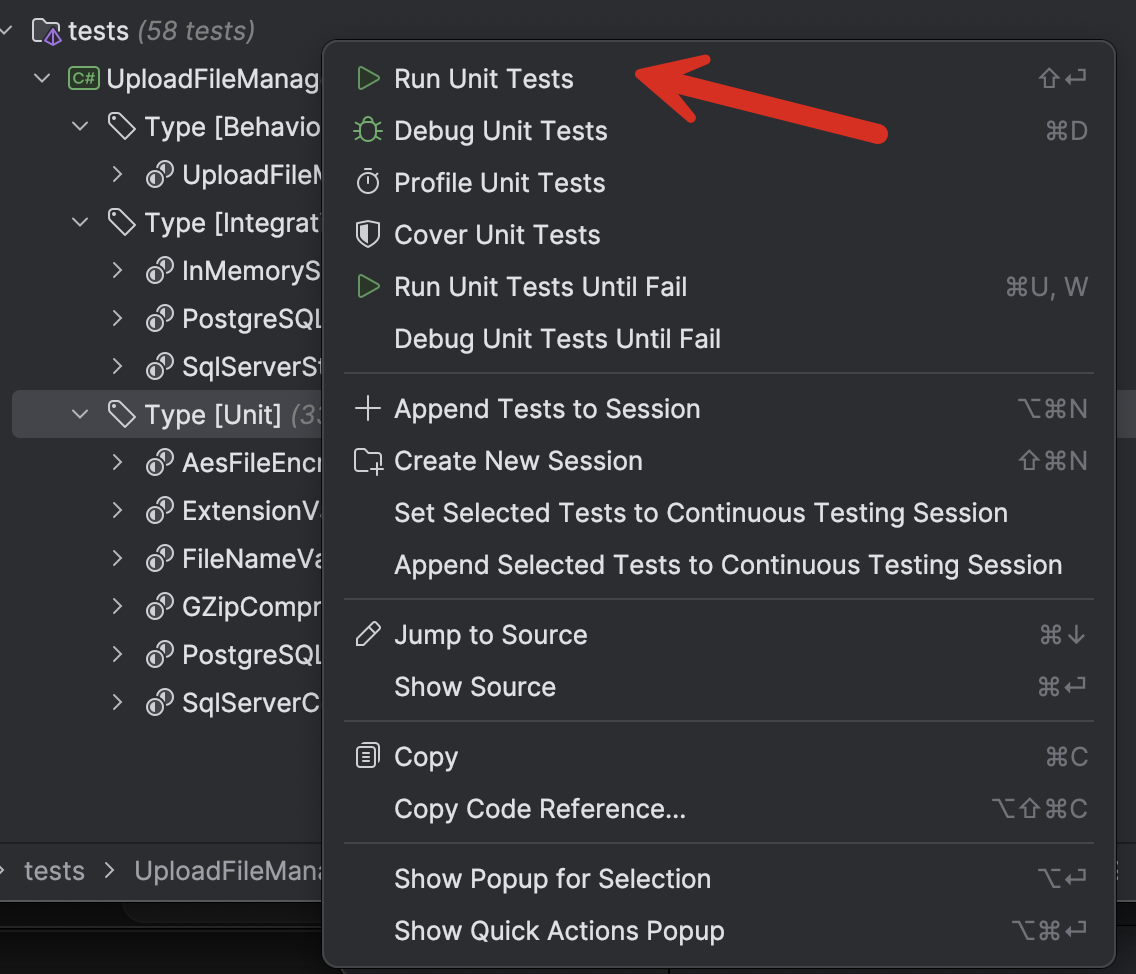 tests (58 tests)
C# UploadFileManag
Type [Behavio
UploadFileM
Type [Integrat
InMemoryS
PostgreSQL
SqlServerSt
Type [Unit] (33
AesFileEncr
ExtensionVa
FileNameVa
GZipCompr
PostgreSQL
SqlServerC
tests > UploadFileMana
Run Unit Tests ⇧⏎
Debug Unit Tests ⌘D
Profile Unit Tests
Cover Unit Tests
Run Unit Tests Until Fail ⌘U, W
Debug Unit Tests Until Fail
Append Tests to Session ⌥⌘N
Create New Session ⇧⌘N
Set Selected Tests to Continuous Testing Session
Append Selected Tests to Continuous Testing Session
Jump to Source ⌘↓
Show Source ⌘⏎
Copy ⌘C
Copy Code Reference... ⌥⇧⌘C
Show Popup for Selection ⌥⏎
Show Quick Actions Popup ⌥⌘⏎